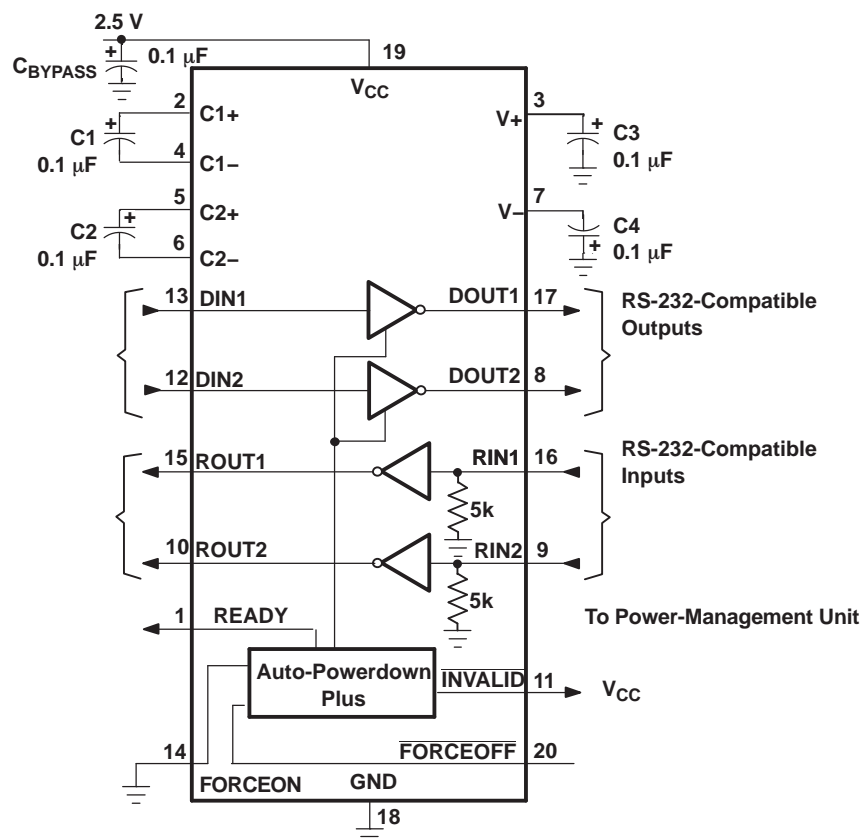 2.5 V
CBYPASS
+
0.1 μF
19
VCC
2
C1+
V+
3
C1
+
0.1 μF
4
C1−
+
C3
0.1 μF
5
C2+
V−
7
C2
+
0.1 μF
6
C2−
C4
+
0.1 μF
13
DIN1
DOUT1
17
RS-232-Compatible
Outputs
12
DIN2
DOUT2
8
15
ROUT1
RIN1
16
RS-232-Compatible
Inputs
5k
10
ROUT2
RIN2
9
5k
1
READY
To Power-Management Unit
Auto-Powerdown
Plus
INVALID
11
VCC
14
FORCEON
GND
FORCEOFF
20
18